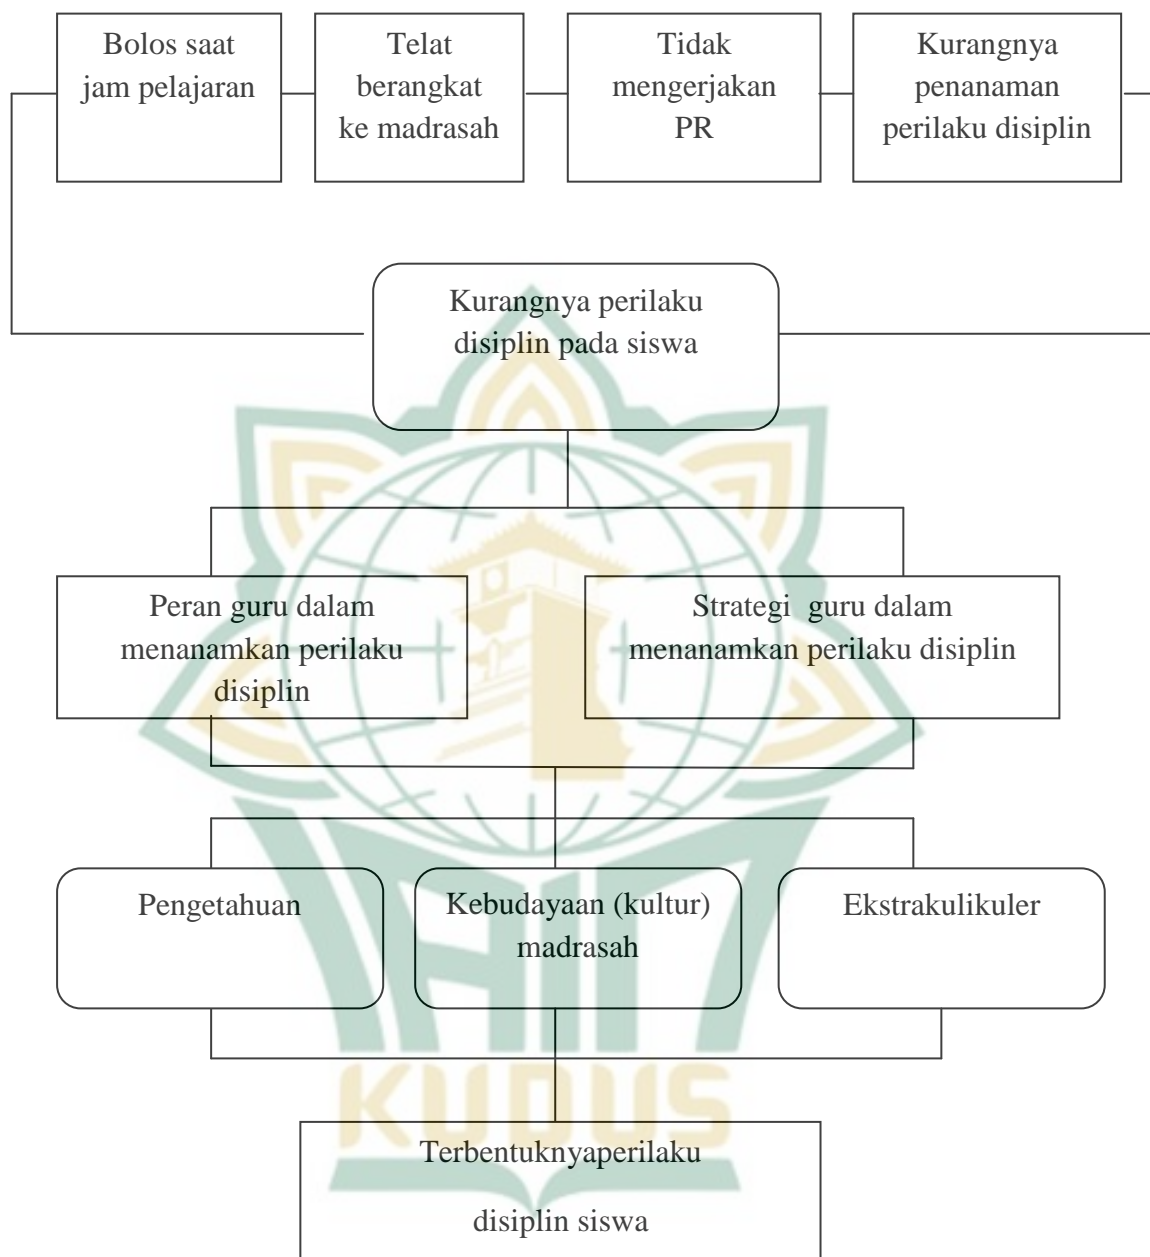 Bolos saat
jam pelajaran
Telat
berangkat
ke madrasah
Tidak
mengerjakan
PR
Kurangnya
penanaman
perilaku disiplin
Kurangnya perilaku
disiplin pada siswa
Peran guru dalam
menanamkan perilaku
disiplin
Strategi  guru dalam
menanamkan perilaku disiplin
Pengetahuan
Kebudayaan (kultur)
madrasah
Ekstrakulikuler
IAIN
KUDUS
Terbentuknyaperilaku
disiplin siswa